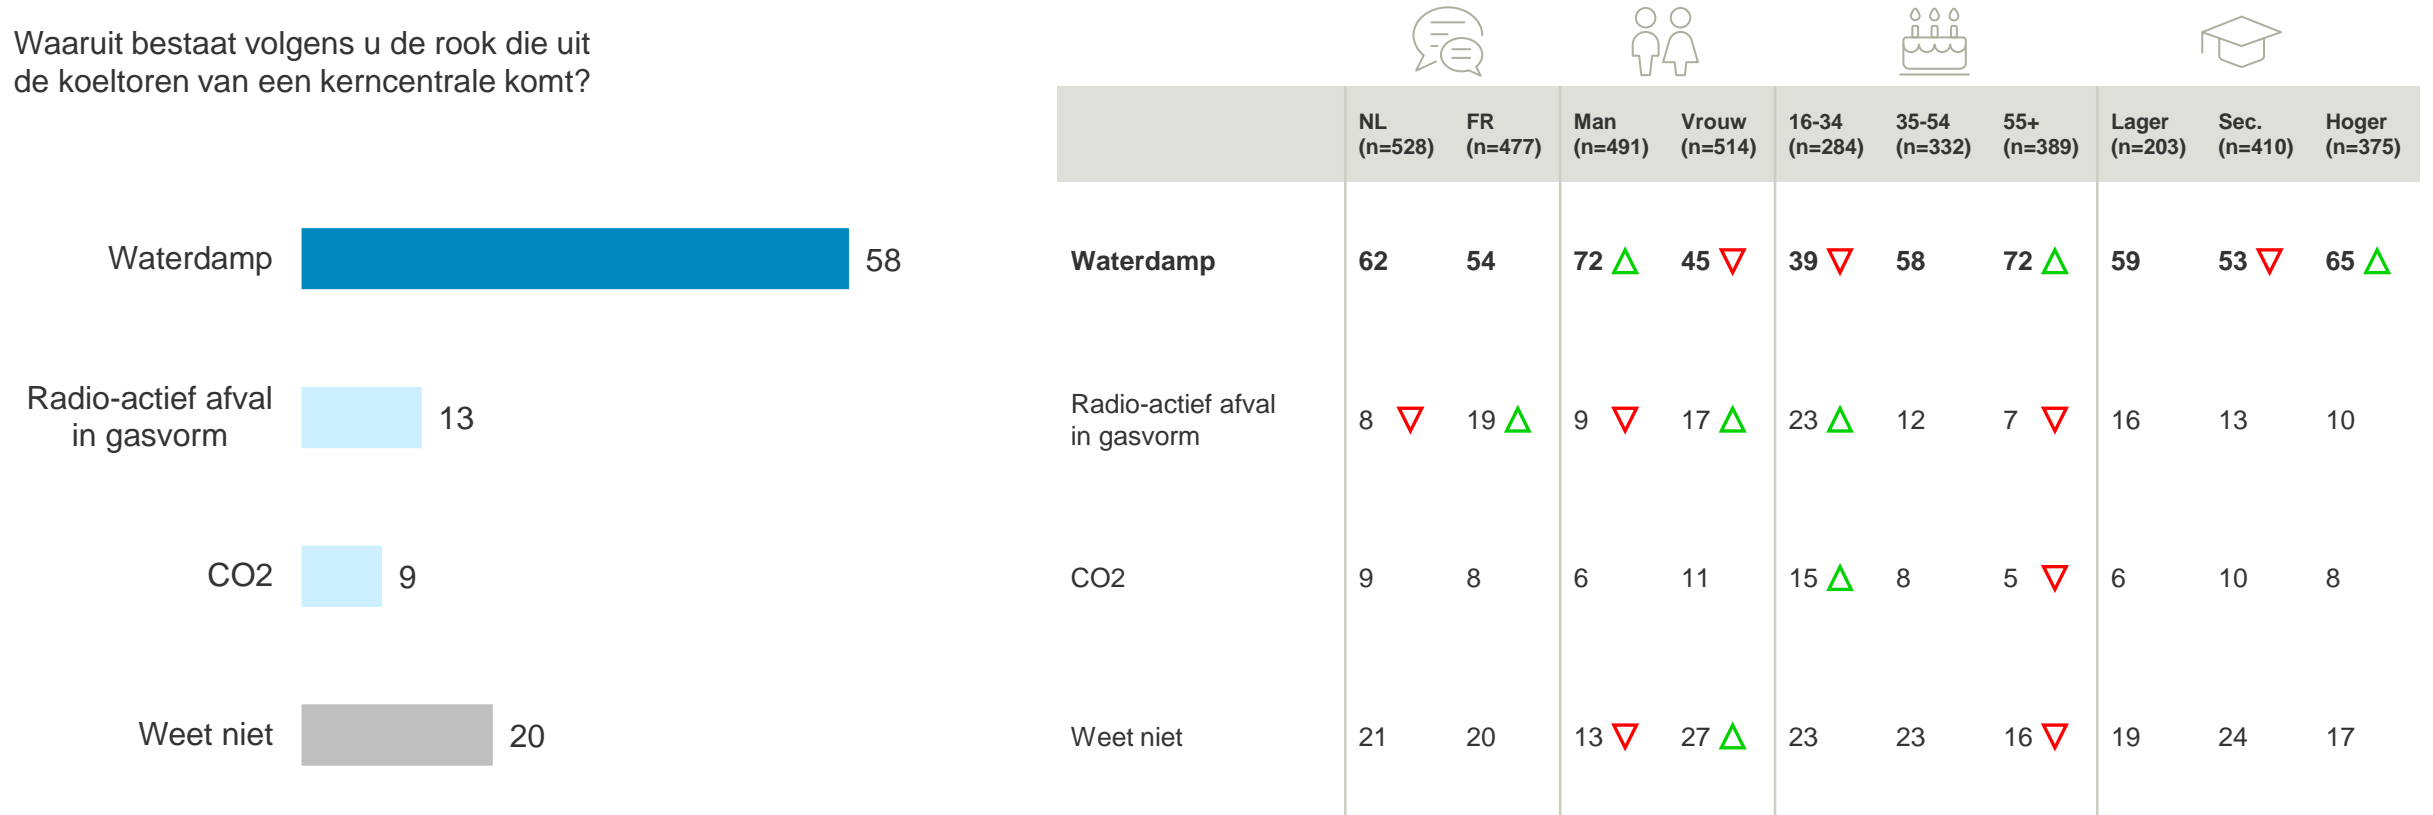 Waaruit bestaat volgens u de rook die uit
de koeltoren van een kerncentrale komt?
Waterdamp 58
Radio-actief afval
in gasvorm
13
CO2 9
Weet niet 20
NL FR Man Vrouw 16-34 35-54 55+ Lager Sec. Hoger
(n=528) (n=477) (n=491) (n=514) (n=284) (n=332) (n=389) (n=203) (n=410) (n=375)
Waterdamp 62 54 72 45 39 58 72 59 53 65
Radio-actief afval
in gasvorm
8 19 9 17 23 12 7 16 13 10
CO2 9 8 6 11 15 8 5 6 10 8
Weet niet 21 20 13 27 23 23 16 19 24 17